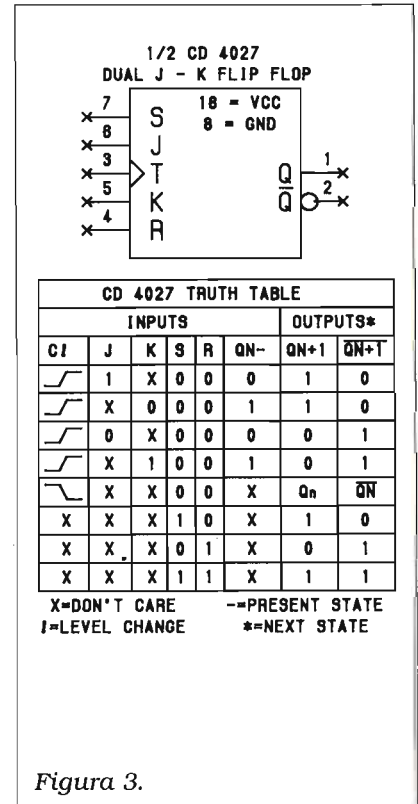 1/2 CD 4027
DUAL J - K FLIP FLOP
16 = VCC
8 = GND
7 S
6 J
3 T
5 K
4 R
Q 1
Q̅ 2
CD 4027 TRUTH TABLE
INPUTS OUTPUTS*
Cl J K S R QN- QN+1 Q̅N̅+̅1̅
1 X 0 0 0 1 0
X 0 0 0 1 1 0
0 X 0 0 0 0 1
X 1 0 0 1 0 1
X X 0 0 X Qn Q̅N̅
X X X 1 0 X 1 0
X X X 0 1 X 0 1
X X X 1 1 X 1 1
X=DON'T CARE -=PRESENT STATE
l=LEVEL CHANGE *=NEXT STATE
Figura 3.